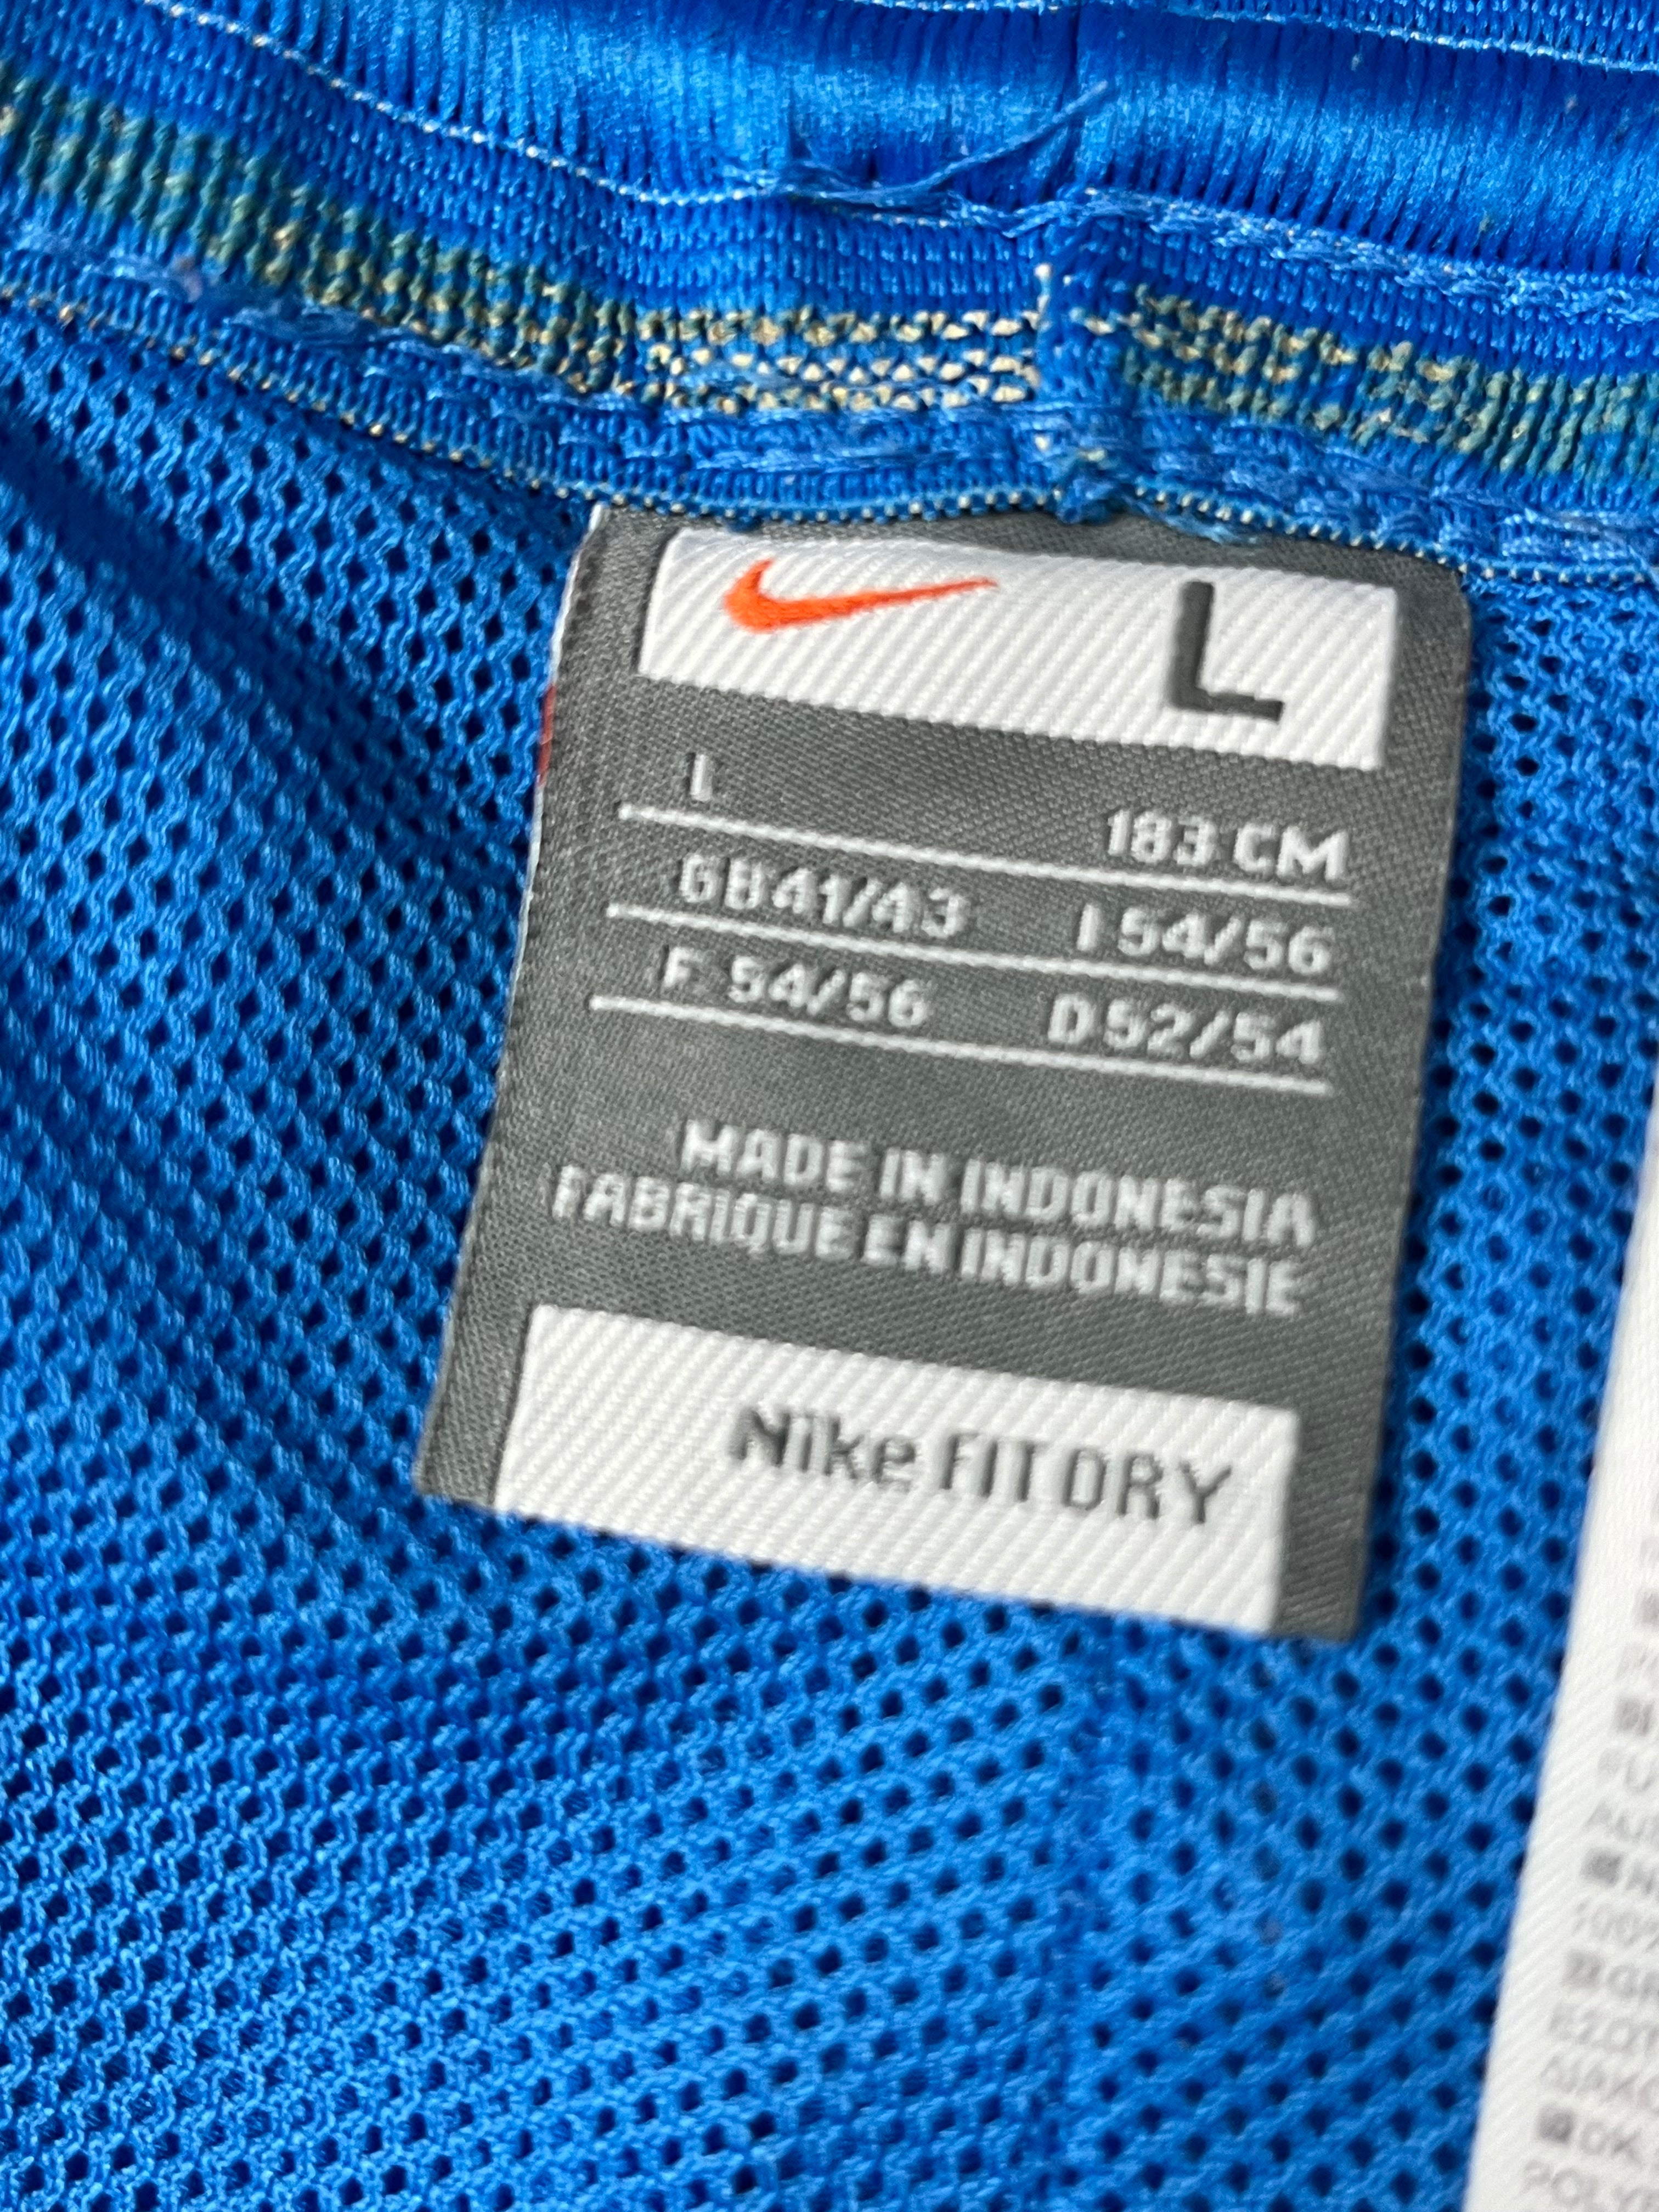 L
L
183 CM
GB41/43 I 54/56
F 54/56 D52/54
MADE IN INDONESIA
FABRIQUE EN INDONESIE
Nike FIT DRY